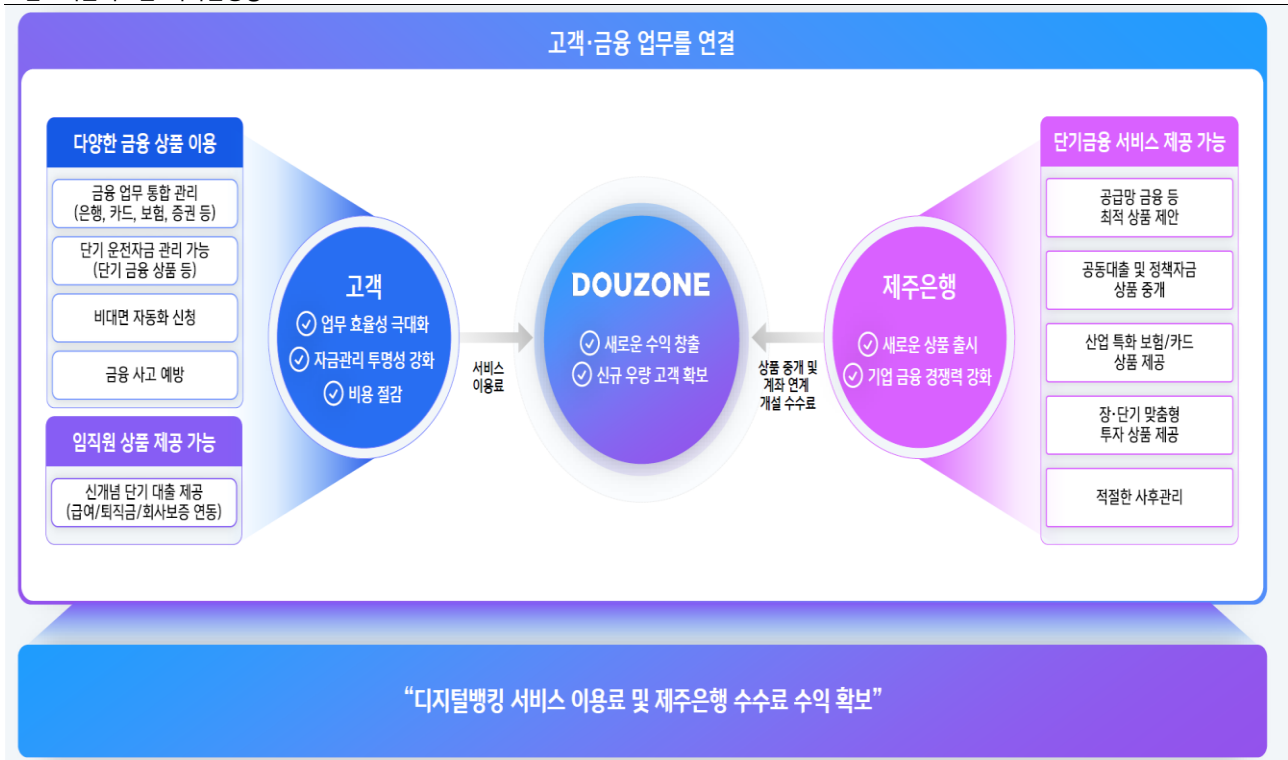 고객·금융 업무를 연결
다양한 금융 상품 이용
금융 업무 통합 관리
(은행, 카드, 보험, 증권 등)
단기 운전자금 관리 가능
(단기 금융 상품 등)
비대면 자동화 신청
금융 사고 예방
임직원 상품 제공 가능
신개념 단기 대출 제공
(급여/퇴직금/회사보증 연동)
고객
업무 효율성 극대화
자금관리 투명성 강화
비용 절감
서비스
이용료
DOUZONE
새로운 수익 창출
신규 우량 고객 확보
상품 중개 및
계좌 연계
개설 수수료
제주은행
새로운 상품 출시
기업 금융 경쟁력 강화
단기금융 서비스 제공 가능
공급망 금융 등
최적 상품 제안
공동대출 및 정책자금
상품 중개
산업 특화 보험/카드
상품 제공
장·단기 맞춤형
투자 상품 제공
적절한 사후관리
“디지털뱅킹 서비스 이용료 및 제주은행 수수료 수익 확보”